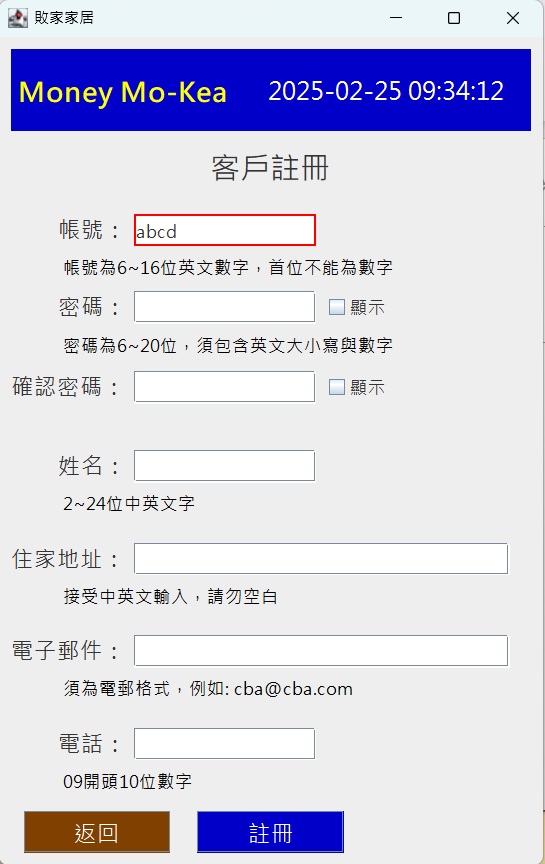 敗家家居
Money Mo-Kea 2025-02-25 09:34:12
客戶註冊
帳號： abcd
帳號為6~16位英文數字，首位不能為數字
密碼： 顯示
密碼為6~20位，須包含英文大小寫與數字
確認密碼： 顯示
姓名：
2~24位中英文字
住家地址：
接受中英文輸入，請勿空白
電子郵件：
須為電郵格式，例如: cba@cba.com
電話：
09開頭10位數字
返回 註冊